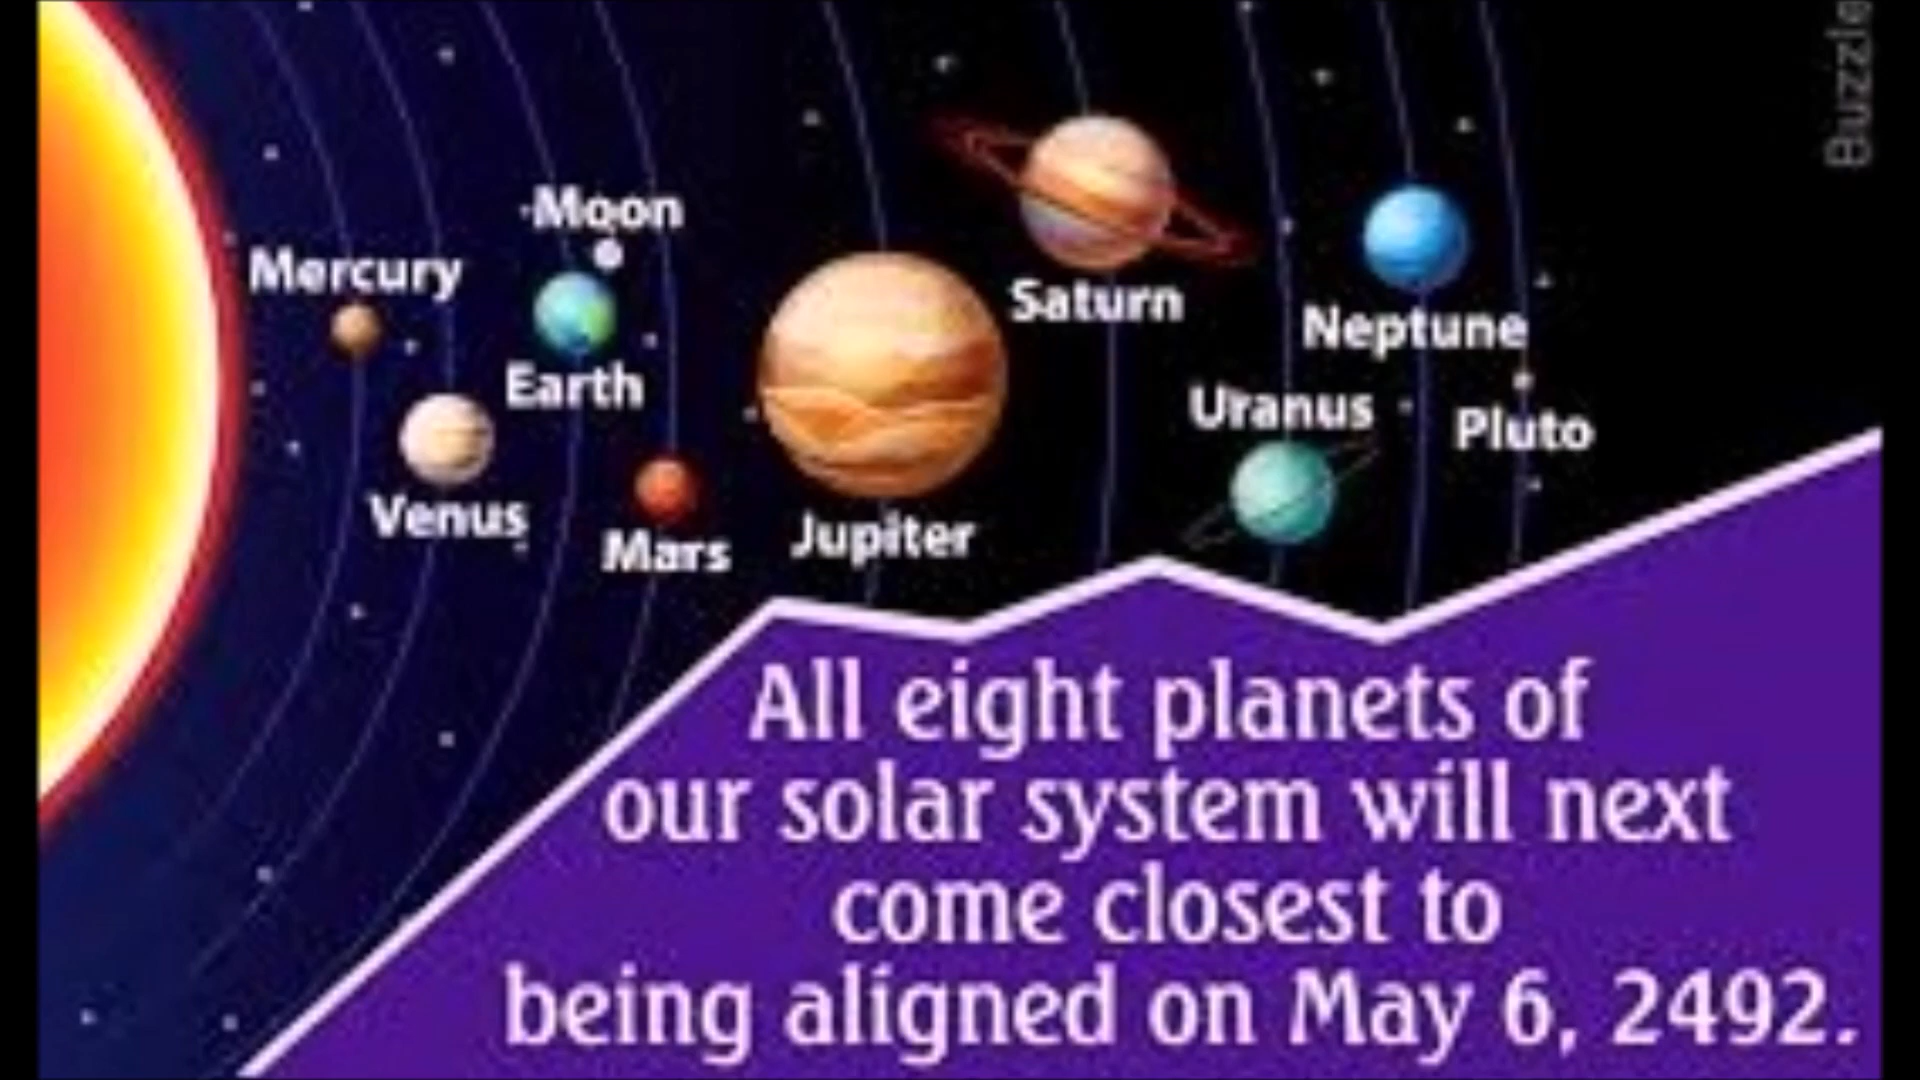 Buzzle
Moon
Mercury
Saturn
Neptune
Earth
Uranus
Pluto
Venus
Mars
Jupiter
All eight planets of
our solar system will next
come closest to
being aligned on May 6, 2492.